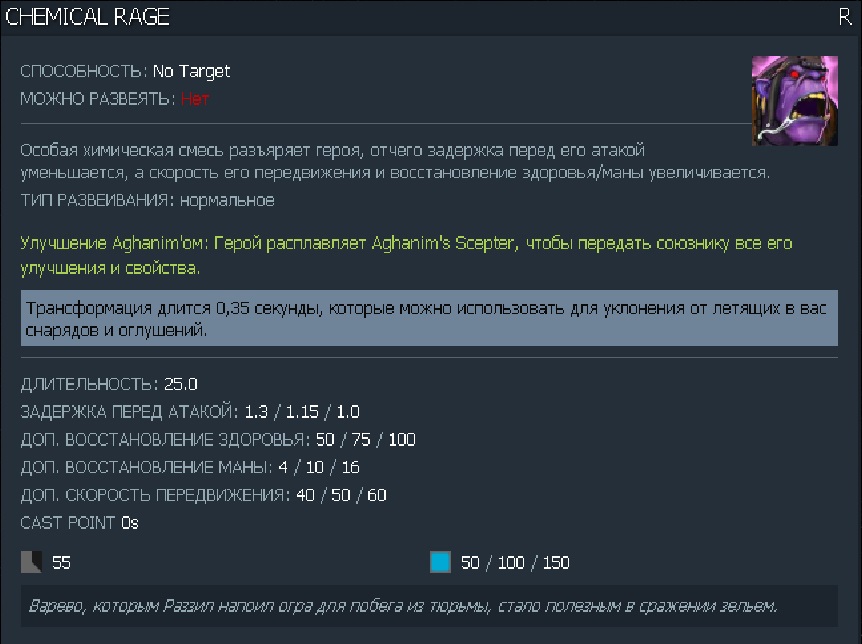 CHEMICAL RAGE R
СПОСОБНОСТЬ: No Target
МОЖНО РАЗВЕЯТЬ: Нет
Особая химическая смесь разъяряет героя, отчего задержка перед его атакой
уменьшается, а скорость его передвижения и восстановление здоровья/маны увеличивается.
ТИП РАЗВЕИВАНИЯ: нормальное
Улучшение Aghanim'ом: Герой расплавляет Aghanim's Scepter, чтобы передать союзнику все его
улучшения и свойства.
Трансформация длится 0,35 секунды, которые можно использовать для уклонения от летящих в вас
снарядов и оглушений.
ДЛИТЕЛЬНОСТЬ: 25.0
ЗАДЕРЖКА ПЕРЕД АТАКОЙ: 1.3 / 1.15 / 1.0
ДОП. ВОССТАНОВЛЕНИЕ ЗДОРОВЬЯ: 50 / 75 / 100
ДОП. ВОССТАНОВЛЕНИЕ МАНЫ: 4 / 10 / 16
ДОП. СКОРОСТЬ ПЕРЕДВИЖЕНИЯ: 40 / 50 / 60
CAST POINT 0s
55 50 / 100 / 150
Варево, которым Раззил напоил огра для побега из тюрьмы, стало полезным в сражении зельем.